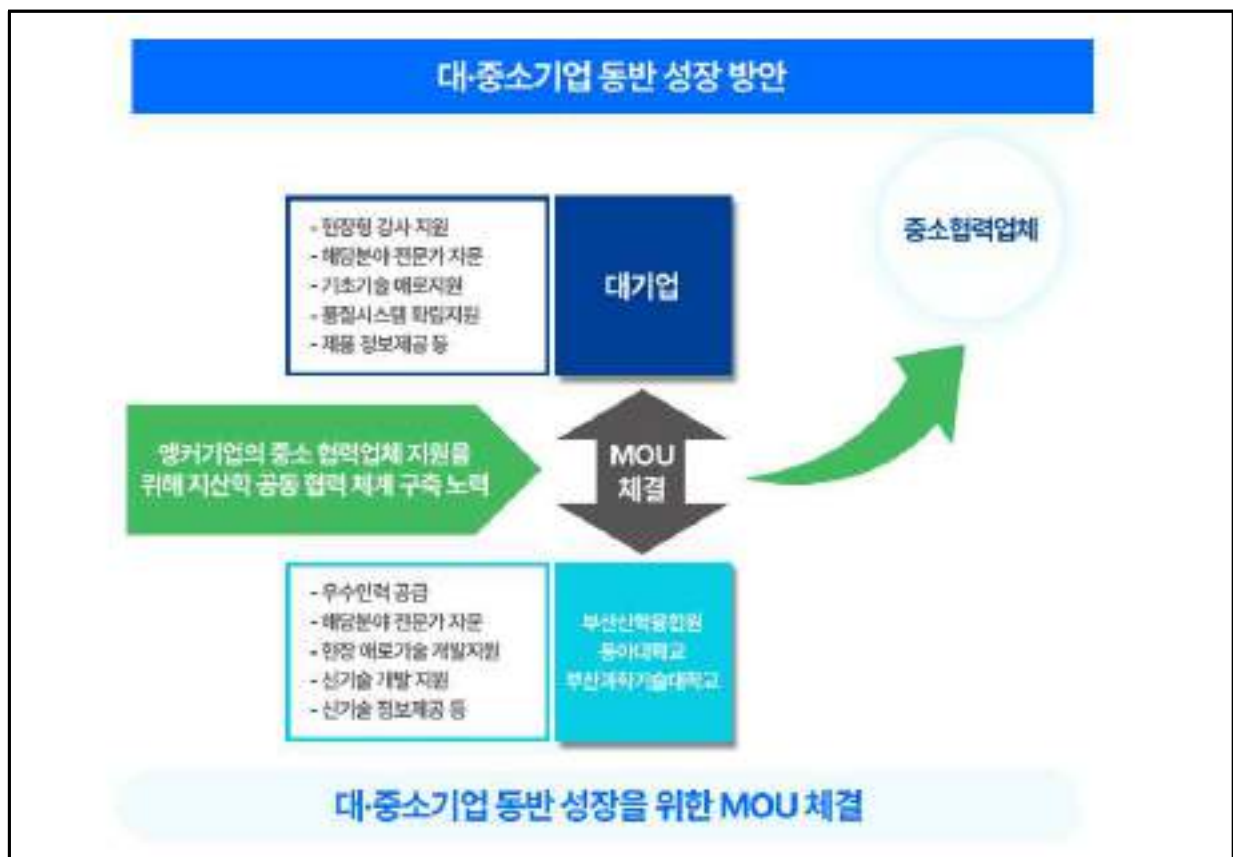 대·중소기업 동반 성장 방안
중소협력업체
- 현장형 강사 지원
- 해당분야 전문가 자문
- 기초기술 애로지원
- 품질시스템 확립지원
- 제품 정보제공 등
대기업
앵커기업의 중소 협력업체 지원을
위해 지산학 공동 협력 체계 구축 노력
MOU
체결
- 우수인력 공급
- 해당분야 전문가 자문
- 현장 애로기술 개발지원
- 신기술 개발 지원
- 신기술 정보제공 등
부산산학융합원
동아대학교
부산과학기술대학교
대·중소기업 동반 성장을 위한 MOU 체결